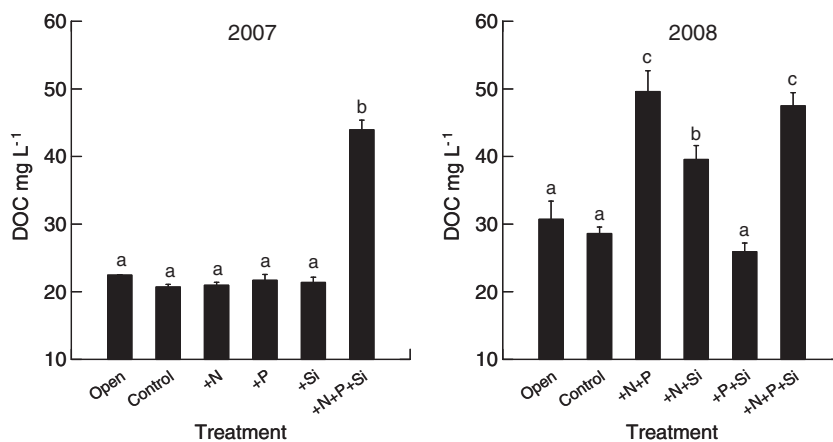 2007
60
50
40
30
20
10
DOC mg L-1
a
a
a
a
a
b
Open
Control
+N
+P
+Si
+N+P+Si
Treatment
2008
60
50
40
30
20
10
DOC mg L-1
a
a
c
b
a
c
Open
Control
+N+P
+N+Si
+P+Si
+N+P+Si
Treatment